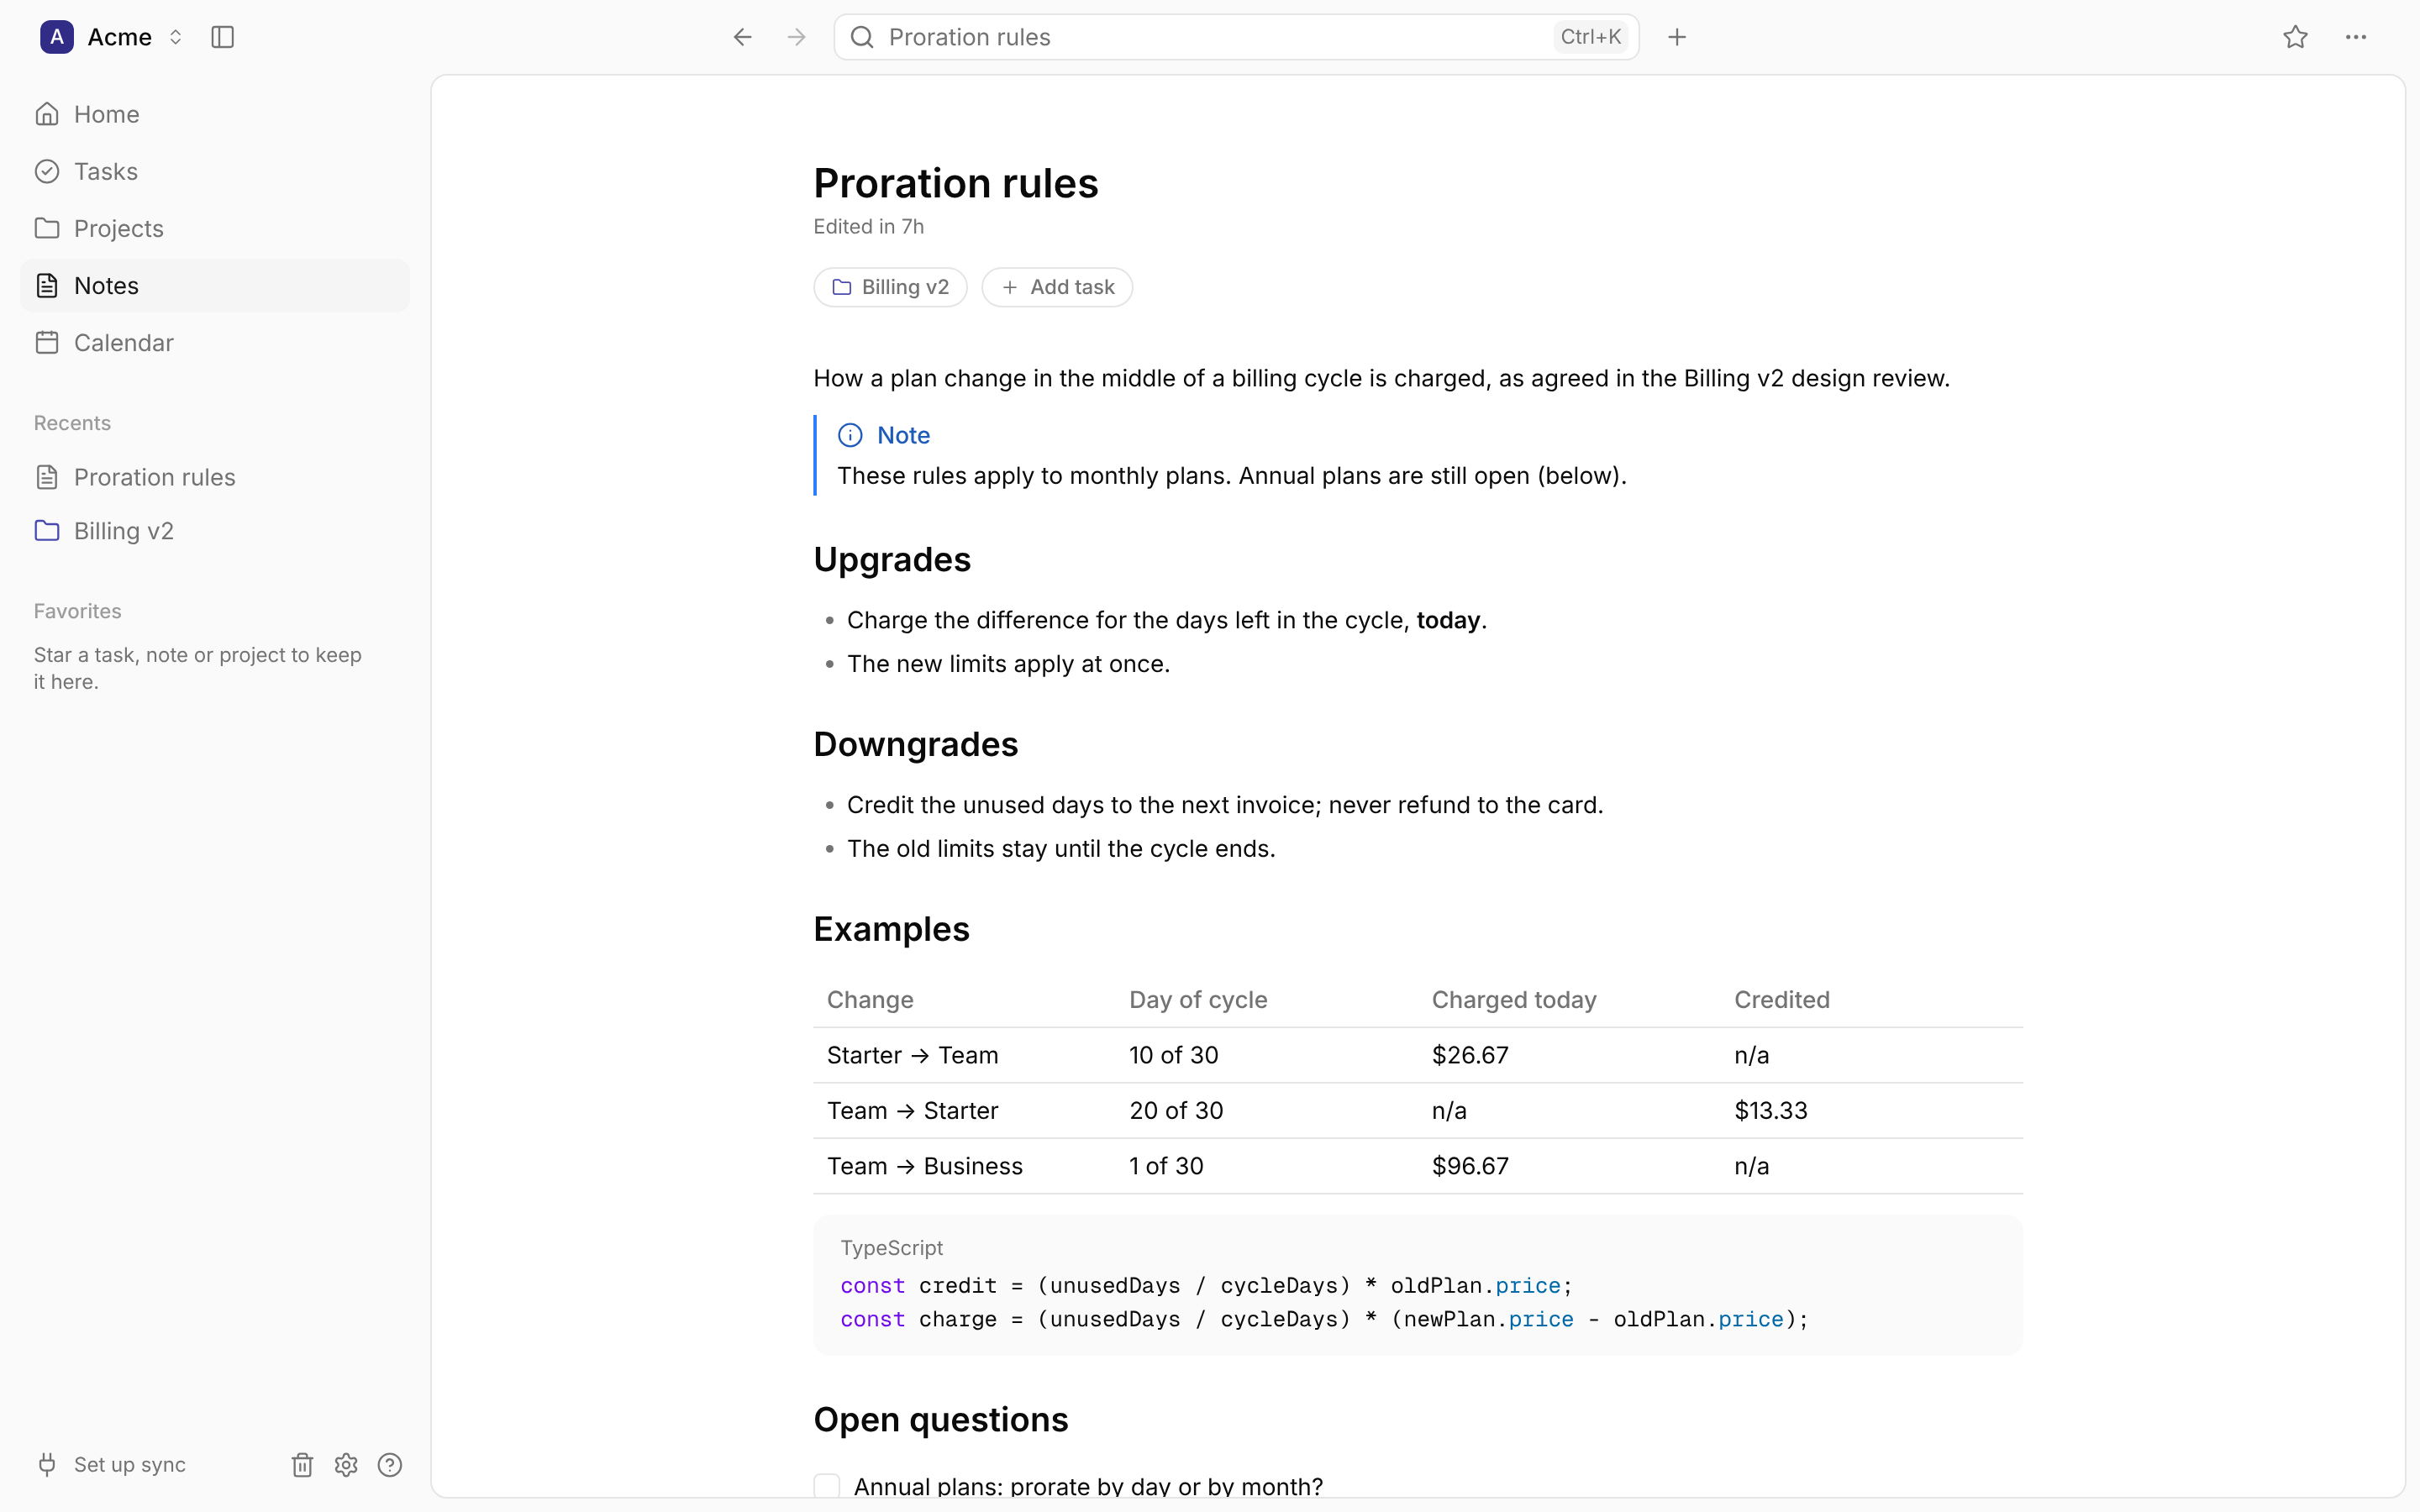 A Acme
Proration rules Ctrl+K
Home
Tasks
Projects
Notes
Calendar
Recents
Proration rules
Billing v2
Favorites
Star a task, note or project to keep
it here.
Set up sync
Proration rules
Edited in 7h
Billing v2
Add task
How a plan change in the middle of a billing cycle is charged, as agreed in the Billing v2 design review.
Note
These rules apply to monthly plans. Annual plans are still open (below).
Upgrades
• Charge the difference for the days left in the cycle, today.
• The new limits apply at once.
Downgrades
• Credit the unused days to the next invoice; never refund to the card.
• The old limits stay until the cycle ends.
Examples
Change Day of cycle Charged today Credited
Starter → Team 10 of 30 $26.67 n/a
Team → Starter 20 of 30 n/a $13.33
Team → Business 1 of 30 $96.67 n/a
TypeScript
const credit = (unusedDays / cycleDays) * oldPlan.price;
const charge = (unusedDays / cycleDays) * (newPlan.price - oldPlan.price);
Open questions
Annual plans: prorate by day or by month?